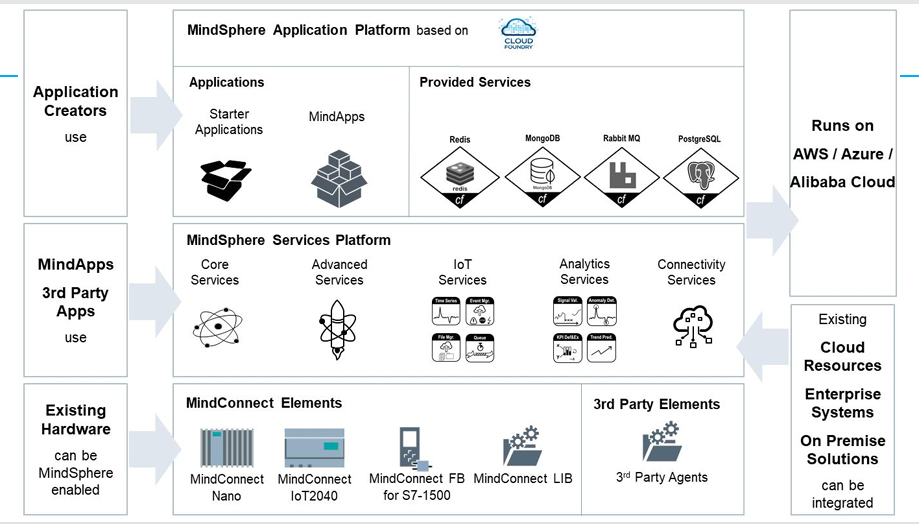 MindSphere Application Platform based on
CLOUD
FOUNDRY
Application
Creators
use
Applications
Starter
Applications
MindApps
Provided Services
Redis
MongoDB
Rabbit MQ
PostgreSQL
redis
MongoDB
cf
cf
cf
cf
Runs on
AWS / Azure /
Alibaba Cloud
MindApps
3rd Party
Apps
use
MindSphere Services Platform
Core
Services
Advanced
Services
IoT
Services
Analytics
Services
Connectivity
Services
Time Series
Event Mgr.
File Mgr.
Queue
Signal Val.
Anomaly Det.
KPI Def&Ex
Trend Pred.
Existing
Cloud
Resources
Enterprise
Systems
On Premise
Solutions
can be
integrated
Existing
Hardware
can be
MindSphere
enabled
MindConnect Elements
MindConnect
Nano
MindConnect
IoT2040
MindConnect FB
for S7-1500
MindConnect LIB
3rd Party Elements
3rd Party Agents